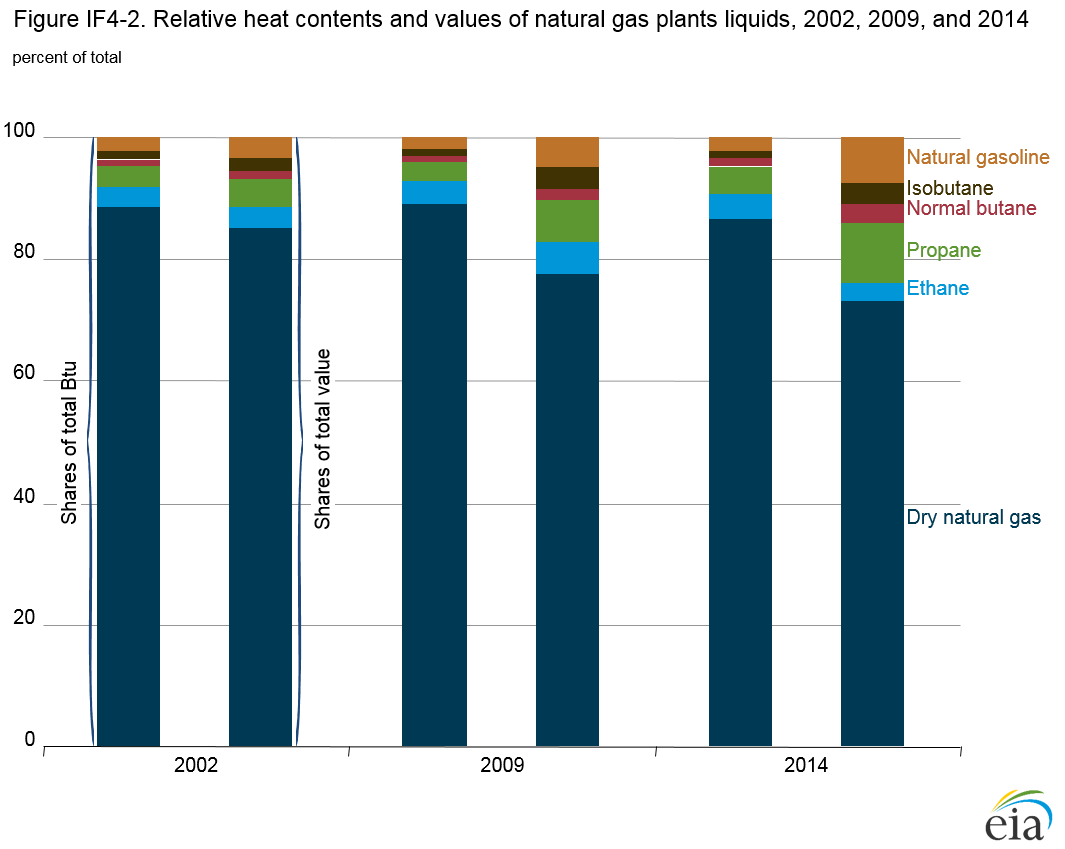 Figure IF4-2. Relative heat contents and values of natural gas plants liquids, 2002, 2009, and 2014
percent of total
100
80
60
40
20
0
Shares of total Btu
Shares of total value
Natural gasoline
Isobutane
Normal butane
Propane
Ethane
Dry natural gas
2002
2009
2014
eia